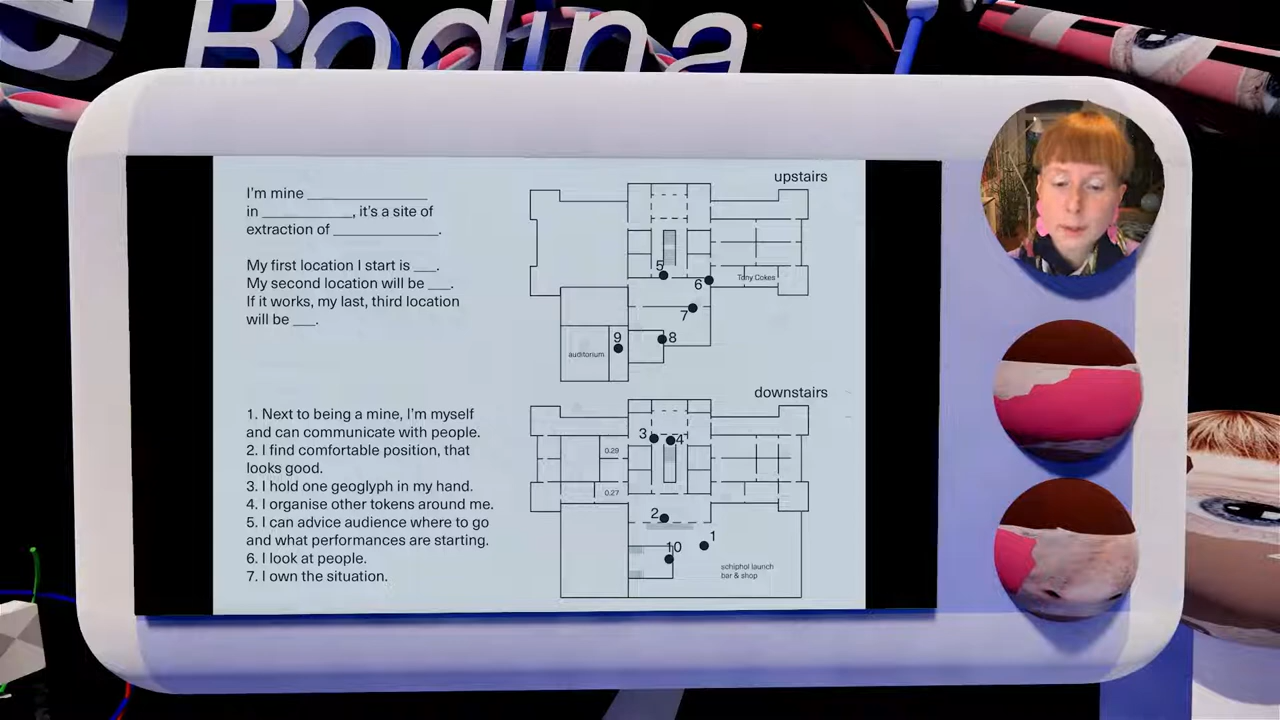 e Rodina
I'm mine ______________
in ___________, it's a site of
extraction of _____________.
My first location I start is ___.
My second location will be ___.
If it works, my last, third location
will be ___.
1. Next to being a mine, I'm myself
and can communicate with people.
2. I find comfortable position, that
looks good.
3. I hold one geoglyph in my hand.
4. I organise other tokens around me.
5. I can advice audience where to go
and what performances are starting.
6. I look at people.
7. I own the situation.
upstairs
5
6
Tony Cokes
7
9
8
auditorium
downstairs
3
4
0.29
0.27
2
1
10
schiphol launch
bar & shop